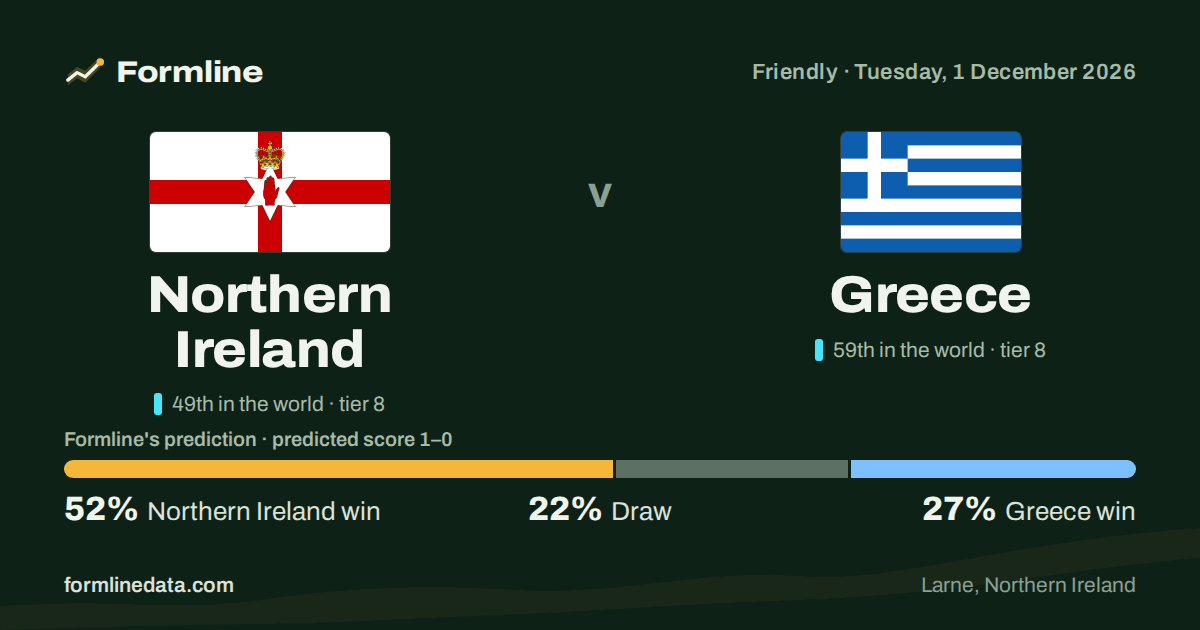 Formline
Friendly · Tuesday, 1 December 2026
v
Northern
Ireland
49th in the world · tier 8
Greece
59th in the world · tier 8
Formline's prediction · predicted score 1–0
52% Northern Ireland win
22% Draw
27% Greece win
formlinedata.com
Larne, Northern Ireland